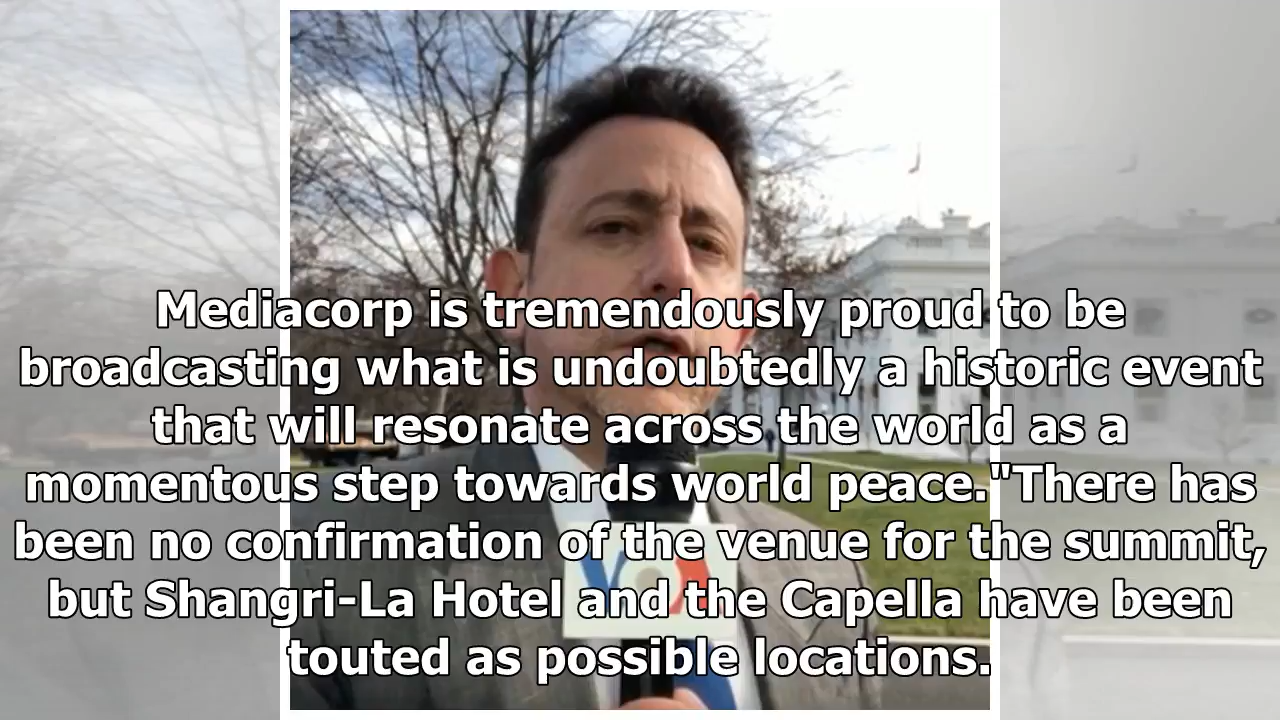 Mediacorp is tremendously proud to be
broadcasting what is undoubtedly a historic event
that will resonate across the world as a
momentous step towards world peace."There has
been no confirmation of the venue for the summit,
but Shangri-La Hotel and the Capella have been
touted as possible locations.